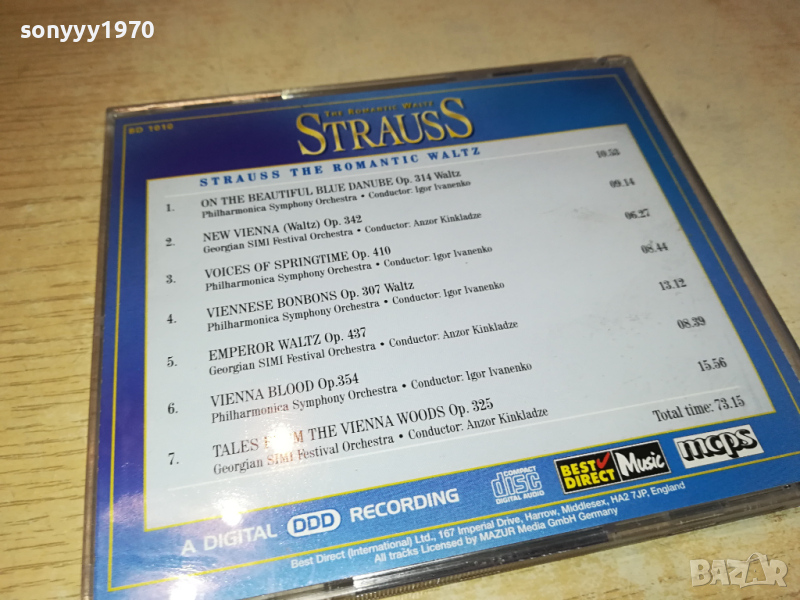 sonyyy1970
BD 1010
THE ROMANTIC WALTZ
STRAUSS
STRAUSS THE ROMANTIC WALTZ
1. ON THE BEAUTIFUL BLUE DANUBE Op. 314 Waltz 10.53
Philharmonica Symphony Orchestra • Conductor: Igor Ivanenko
2. NEW VIENNA (Waltz) Op. 342 09.14
Georgian SIMI Festival Orchestra • Conductor: Anzor Kinkladze
3. VOICES OF SPRINGTIME Op. 410 06.27
Philharmonica Symphony Orchestra • Conductor: Igor Ivanenko
4. VIENNESE BONBONS Op. 307 Waltz 08.44
Philharmonica Symphony Orchestra • Conductor: Igor Ivanenko
5. EMPEROR WALTZ Op. 437 13.12
Georgian SIMI Festival Orchestra • Conductor: Anzor Kinkladze
6. VIENNA BLOOD Op.354 08.39
Philharmonica Symphony Orchestra • Conductor: Igor Ivanenko
7. TALES FROM THE VIENNA WOODS Op. 325 15.56
Georgian SIMI Festival Orchestra • Conductor: Anzor Kinkladze
Total time: 73.15
A DIGITAL DDD RECORDING
COMPACT disc DIGITAL AUDIO
BEST DIRECT Music
mcps
Best Direct (International) Ltd., 167 Imperial Drive, Harrow, Middlesex, HA2 7JP, England
All tracks Licensed by MAZUR Media GmbH Germany
BAZAR